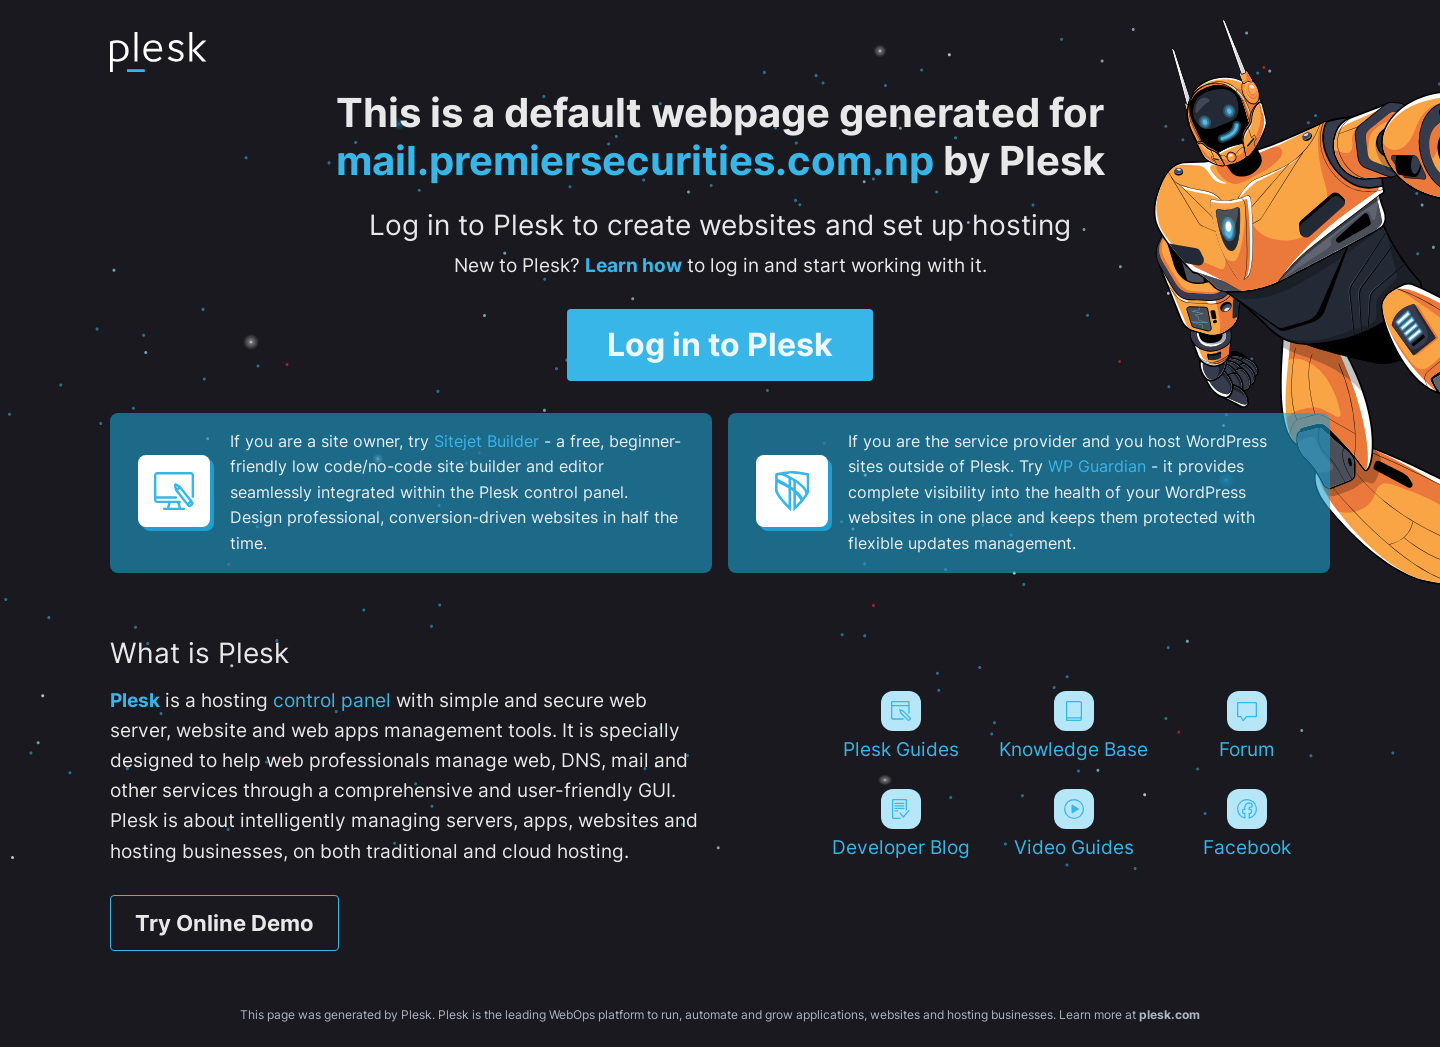 plesk
This is a default webpage generated for
mail.premiersecurities.com.np by Plesk
Log in to Plesk to create websites and set up hosting
New to Plesk? Learn how to log in and start working with it.
Log in to Plesk
If you are a site owner, try Sitejet Builder - a free, beginner-
friendly low code/no-code site builder and editor
seamlessly integrated within the Plesk control panel.
Design professional, conversion-driven websites in half the
time.
If you are the service provider and you host WordPress
sites outside of Plesk. Try WP Guardian - it provides
complete visibility into the health of your WordPress
websites in one place and keeps them protected with
flexible updates management.
What is Plesk
Plesk is a hosting control panel with simple and secure web
server, website and web apps management tools. It is specially
designed to help web professionals manage web, DNS, mail and
other services through a comprehensive and user-friendly GUI.
Plesk is about intelligently managing servers, apps, websites and
hosting businesses, on both traditional and cloud hosting.
Try Online Demo
Plesk Guides
Knowledge Base
Forum
Developer Blog
Video Guides
Facebook
This page was generated by Plesk. Plesk is the leading WebOps platform to run, automate and grow applications, websites and hosting businesses. Learn more at plesk.com